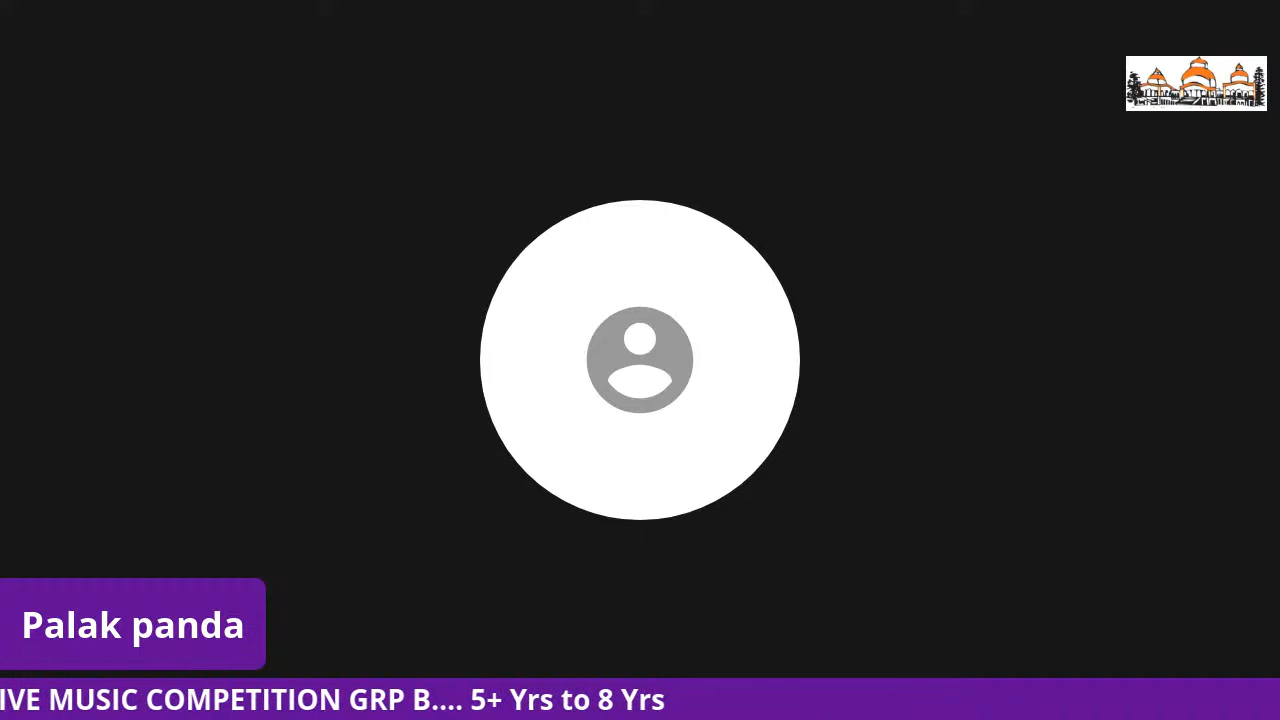 Palak panda
IVE MUSIC COMPETITION GRP B.... 5+ Yrs to 8 Yrs